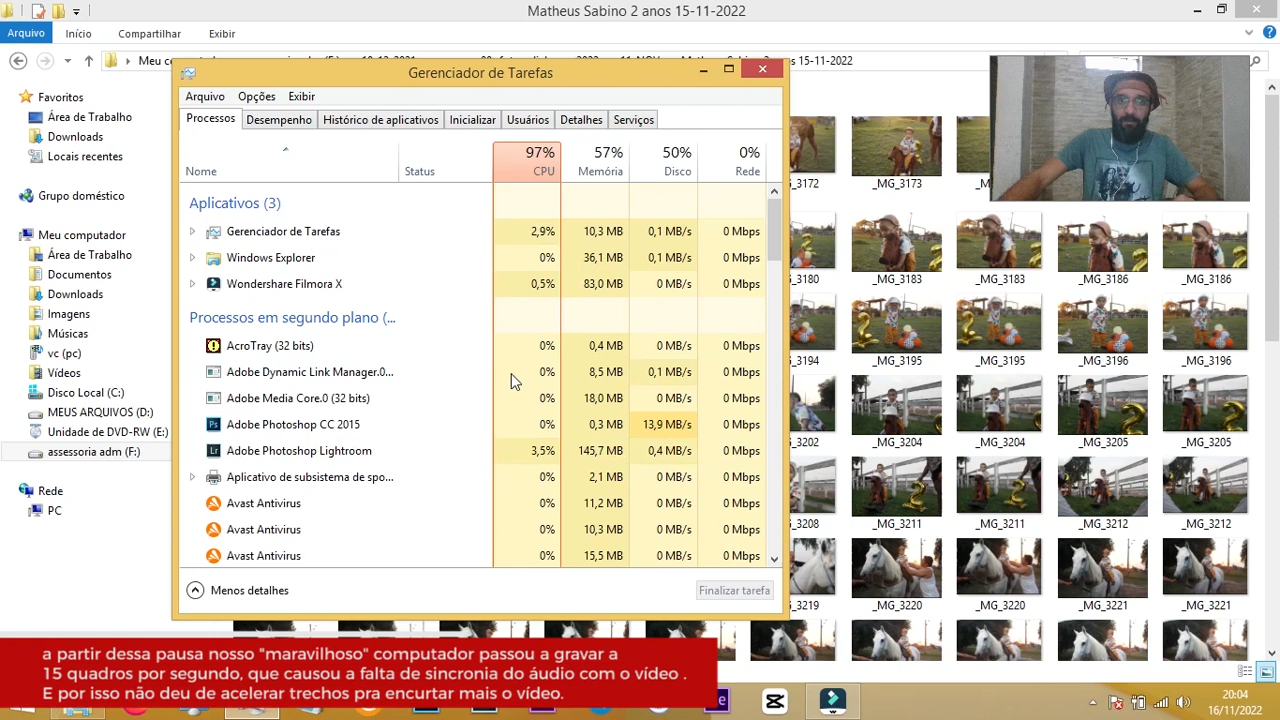 Matheus Sabino 2 anos 15-11-2022
Arquivo Início Compartilhar Exibir
Matheus Sabino 2 anos 15-11-2022
Favoritos
Área de Trabalho
Downloads
Locais recentes
Grupo doméstico
Meu computador
Área de Trabalho
Documentos
Downloads
Imagens
Músicas
vc (pc)
Vídeos
Disco Local (C:)
MEUS ARQUIVOS (D:)
Unidade de DVD-RW (E:)
assessoria adm (F:)
Rede
PC
Gerenciador de Tarefas
Arquivo Opções Exibir
Processos Desempenho Histórico de aplicativos Inicializar Usuários Detalhes Serviços
97% 57% 50% 0%
Nome Status CPU Memória Disco Rede
Aplicativos (3)
Gerenciador de Tarefas 2,9% 10,3 MB 0,1 MB/s 0 Mbps
Windows Explorer 0% 36,1 MB 0,1 MB/s 0 Mbps
Wondershare Filmora X 0,5% 83,0 MB 0 MB/s 0 Mbps
Processos em segundo plano (...
AcroTray (32 bits) 0% 0,4 MB 0 MB/s 0 Mbps
Adobe Dynamic Link Manager.0... 0% 8,5 MB 0,1 MB/s 0 Mbps
Adobe Media Core.0 (32 bits) 0% 18,0 MB 0 MB/s 0 Mbps
Adobe Photoshop CC 2015 0% 0,3 MB 13,9 MB/s 0 Mbps
Adobe Photoshop Lightroom 3,5% 145,7 MB 0,4 MB/s 0 Mbps
Aplicativo de subsistema de spo... 0% 2,1 MB 0 MB/s 0 Mbps
Avast Antivirus 0% 11,2 MB 0 MB/s 0 Mbps
Avast Antivirus 0% 10,3 MB 0 MB/s 0 Mbps
Avast Antivirus 0% 15,5 MB 0 MB/s 0 Mbps
Menos detalhes Finalizar tarefa
_MG_3172 _MG_3173
_MG_3180 _MG_3183 _MG_3183 _MG_3186 _MG_3186
_MG_3194 _MG_3195 _MG_3195 _MG_3196 _MG_3196
_MG_3202 _MG_3204 _MG_3204 _MG_3205 _MG_3205
_MG_3208 _MG_3211 _MG_3211 _MG_3212 _MG_3212
_MG_3219 _MG_3220 _MG_3220 _MG_3221 _MG_3221
a partir dessa pausa nosso "maravilhoso" computador passou a gravar a
15 quadros por segundo, que causou a falta de sincronia do áudio com o vídeo .
E por isso não deu de acelerar trechos pra encurtar mais o vídeo.
20:04
16/11/2022